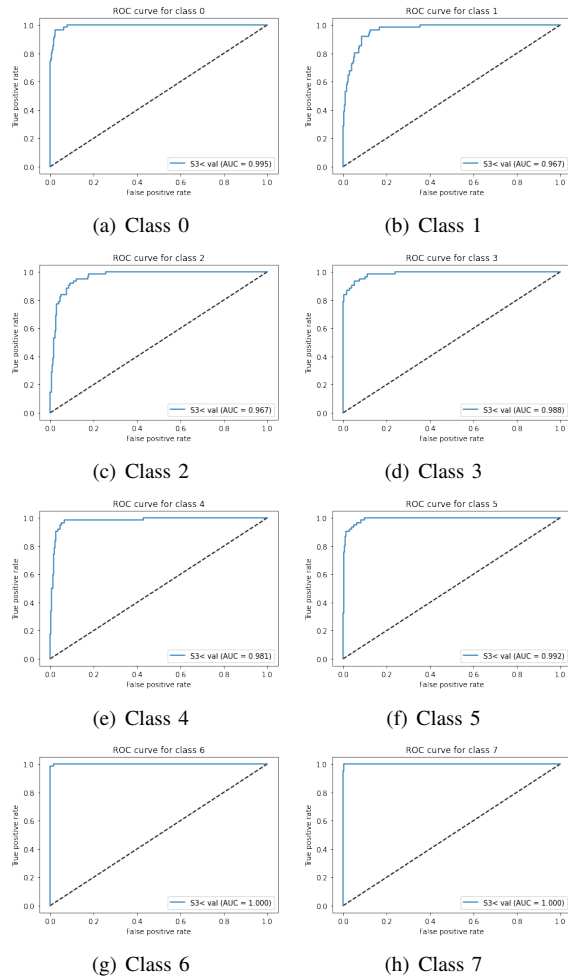 ROC curve for class 0
True positive rate
1.0
0.8
0.6
0.4
0.2
0.0
S3< val (AUC = 0.995)
0.0 0.2 0.4 0.6 0.8 1.0
False positive rate
(a) Class 0
ROC curve for class 1
True positive rate
1.0
0.8
0.6
0.4
0.2
0.0
S3< val (AUC = 0.967)
0.0 0.2 0.4 0.6 0.8 1.0
False positive rate
(b) Class 1
ROC curve for class 2
True positive rate
1.0
0.8
0.6
0.4
0.2
0.0
S3< val (AUC = 0.967)
0.0 0.2 0.4 0.6 0.8 1.0
False positive rate
(c) Class 2
ROC curve for class 3
True positive rate
1.0
0.8
0.6
0.4
0.2
0.0
S3< val (AUC = 0.988)
0.0 0.2 0.4 0.6 0.8 1.0
False positive rate
(d) Class 3
ROC curve for class 4
True positive rate
1.0
0.8
0.6
0.4
0.2
0.0
S3< val (AUC = 0.981)
0.0 0.2 0.4 0.6 0.8 1.0
False positive rate
(e) Class 4
ROC curve for class 5
True positive rate
1.0
0.8
0.6
0.4
0.2
0.0
S3< val (AUC = 0.992)
0.0 0.2 0.4 0.6 0.8 1.0
False positive rate
(f) Class 5
ROC curve for class 6
True positive rate
1.0
0.8
0.6
0.4
0.2
0.0
S3< val (AUC = 1.000)
0.0 0.2 0.4 0.6 0.8 1.0
False positive rate
(g) Class 6
ROC curve for class 7
True positive rate
1.0
0.8
0.6
0.4
0.2
0.0
S3< val (AUC = 1.000)
0.0 0.2 0.4 0.6 0.8 1.0
False positive rate
(h) Class 7